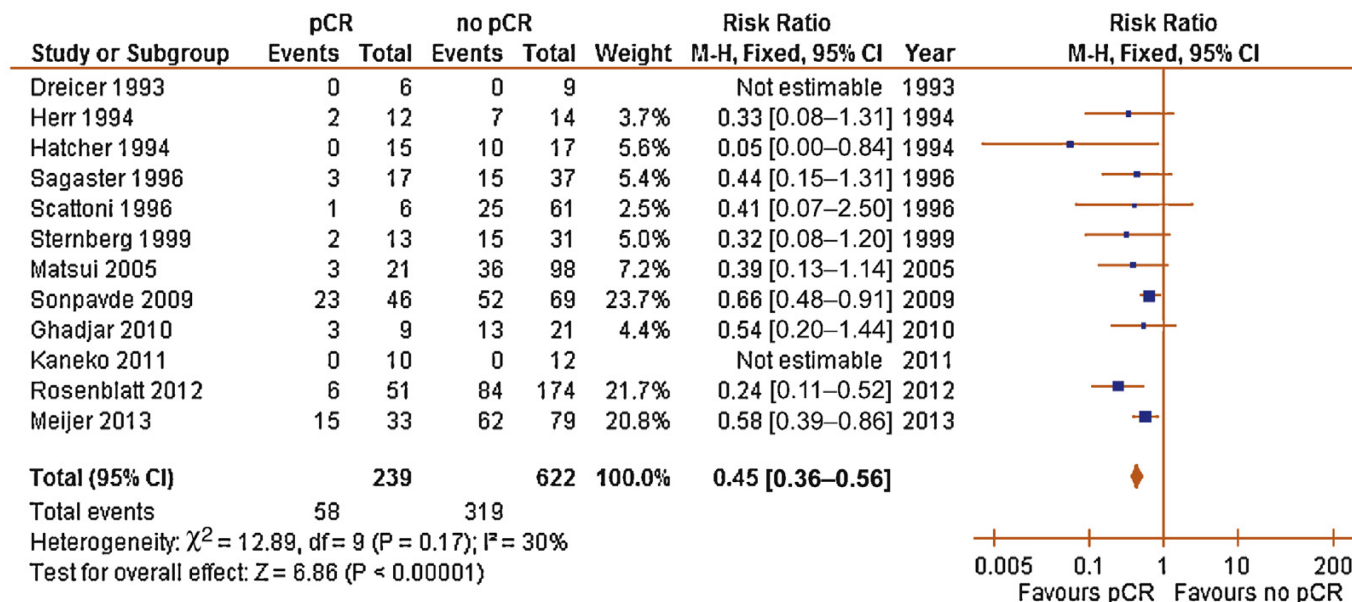 pCR no pCR Risk Ratio Risk Ratio
Study or Subgroup Events Total Events Total Weight M-H, Fixed, 95% CI Year M-H, Fixed, 95% CI
Dreicer 1993 0 6 0 9 Not estimable 1993
Herr 1994 2 12 7 14 3.7% 0.33 [0.08–1.31] 1994
Hatcher 1994 0 15 10 17 5.6% 0.05 [0.00–0.84] 1994
Sagaster 1996 3 17 15 37 5.4% 0.44 [0.15–1.31] 1996
Scattoni 1996 1 6 25 61 2.5% 0.41 [0.07–2.50] 1996
Sternberg 1999 2 13 15 31 5.0% 0.32 [0.08–1.20] 1999
Matsui 2005 3 21 36 98 7.2% 0.39 [0.13–1.14] 2005
Sonpavde 2009 23 46 52 69 23.7% 0.66 [0.48–0.91] 2009
Ghadjar 2010 3 9 13 21 4.4% 0.54 [0.20–1.44] 2010
Kaneko 2011 0 10 0 12 Not estimable 2011
Rosenblatt 2012 6 51 84 174 21.7% 0.24 [0.11–0.52] 2012
Meijer 2013 15 33 62 79 20.8% 0.58 [0.39–0.86] 2013
Total (95% CI) 239 622 100.0% 0.45 [0.36–0.56]
Total events 58 319
Heterogeneity: χ2 = 12.89, df = 9 (P = 0.17); I² = 30%
Test for overall effect: Z = 6.86 (P < 0.00001)
0.005 0.1 1 10 200
Favours pCR Favours no pCR